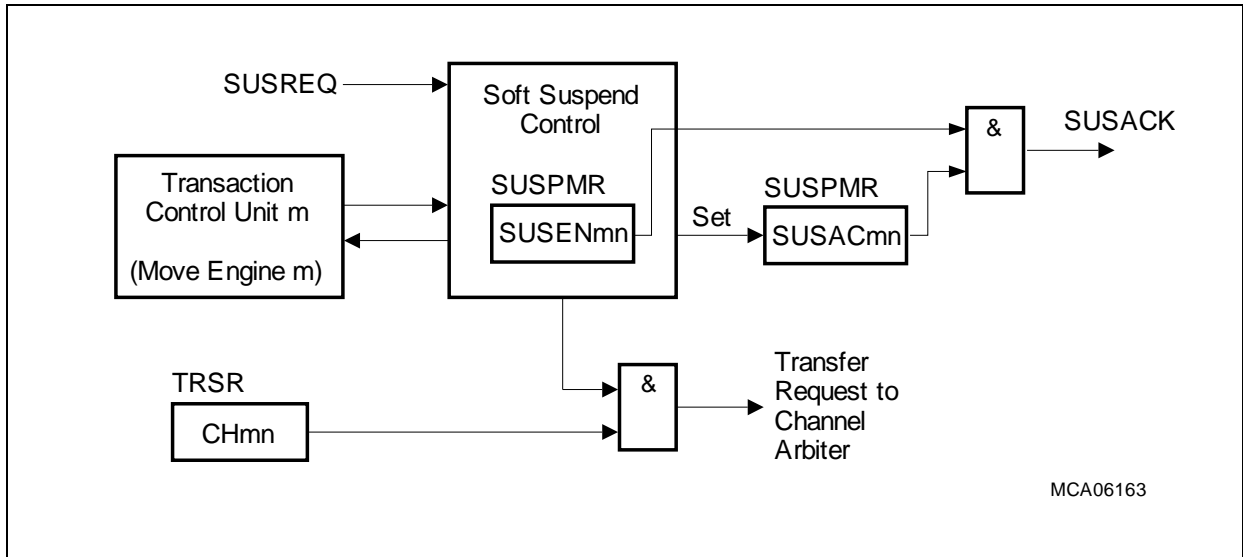 SUSREQ
Soft Suspend
Control
&
SUSACK
Transaction
Control Unit m
(Move Engine m)
SUSPMR
SUSENmn
Set
SUSPMR
SUSACmn
TRSR
CHmn
&
Transfer
Request to
Channel
Arbiter
MCA06163